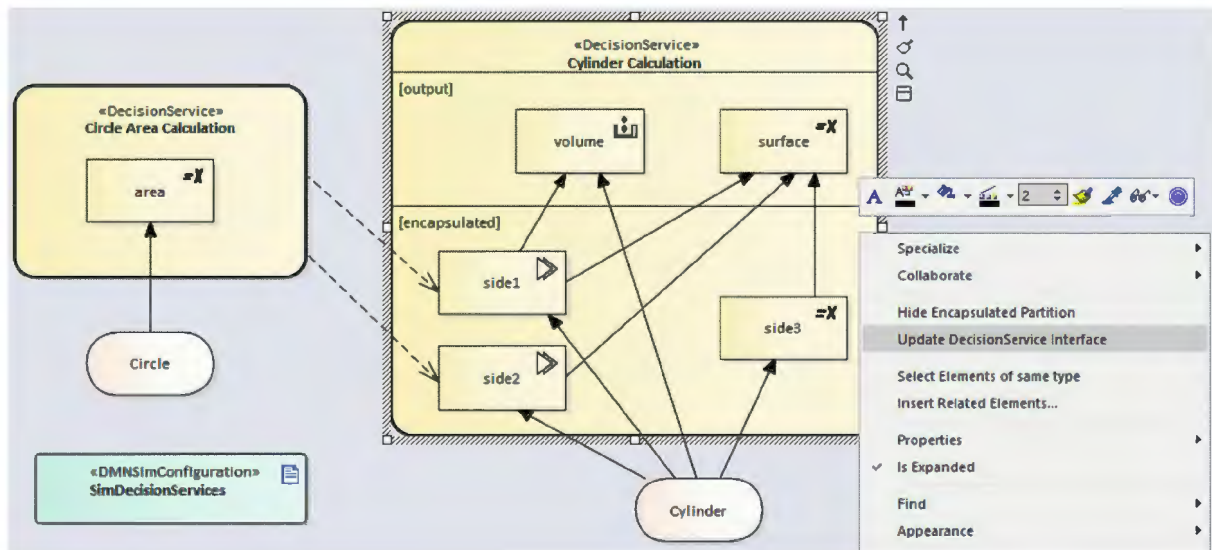 «DecisionService»
Circle Area Calculation
area
=X
Circle
«DMNSimConfiguration»
SimDecisionServices
«DecisionService»
Cylinder Calculation
[output]
volume
surface
=X
[encapsulated]
side1
side2
side3
=X
Cylinder
A
2
Specialize
Collaborate
Hide Encapsulated Partition
Update DecisionService Interface
Select Elements of same type
Insert Related Elements...
Properties
Is Expanded
Find
Appearance